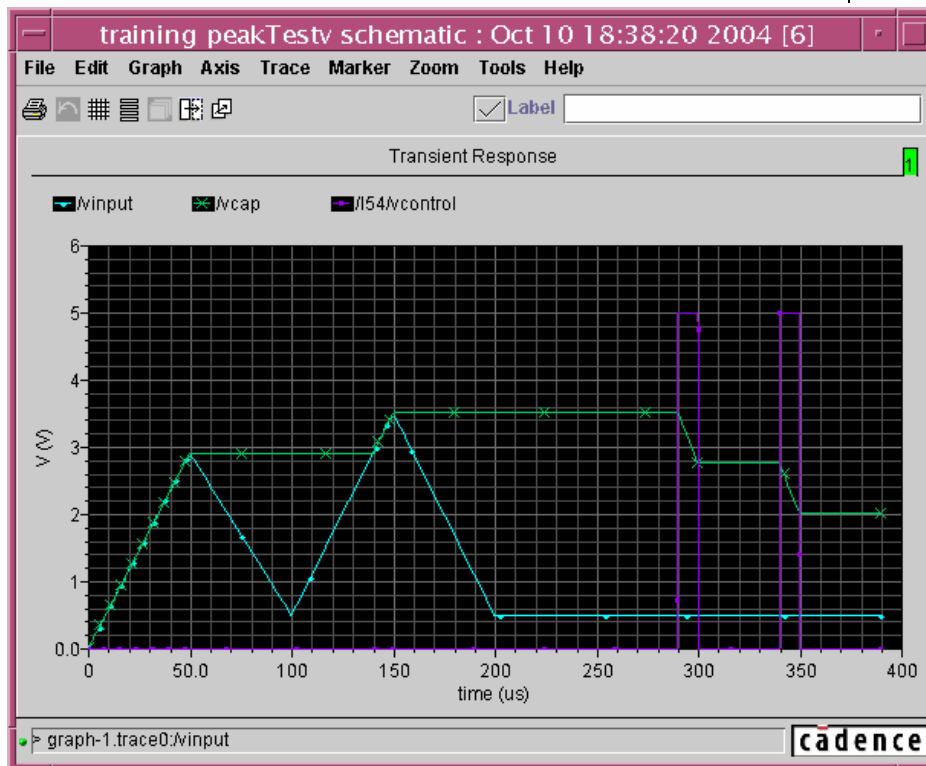 training peakTestv schematic : Oct 10 18:38:20 2004 [6]
File Edit Graph Axis Trace Marker Zoom Tools Help
Label
Transient Response
1
/vinput /vcap /I54/vcontrol
6
5
4
3
2
1
0.0
V (V)
0 50.0 100 150 200 250 300 350 400
time (us)
> graph-1.trace0:/vinput
cādence